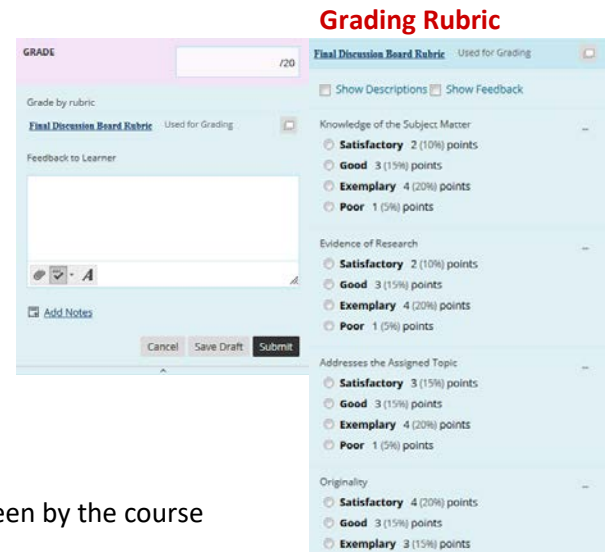 Grading Rubric
GRADE
/20
Grade by rubric
Final Discussion Board Rubric Used for Grading
Feedback to Learner
Add Notes
Cancel Save Draft Submit
Final Discussion Board Rubric Used for Grading
Show Descriptions Show Feedback
Knowledge of the Subject Matter
Satisfactory 2 (10%) points
Good 3 (15%) points
Exemplary 4 (20%) points
Poor 1 (5%) points
Evidence of Research
Satisfactory 2 (10%) points
Good 3 (15%) points
Exemplary 4 (20%) points
Poor 1 (5%) points
Addresses the Assigned Topic
Satisfactory 3 (15%) points
Good 3 (15%) points
Exemplary 4 (20%) points
Poor 1 (5%) points
Originality
Satisfactory 4 (20%) points
Good 3 (15%) points
Exemplary 3 (15%) points
een by the course